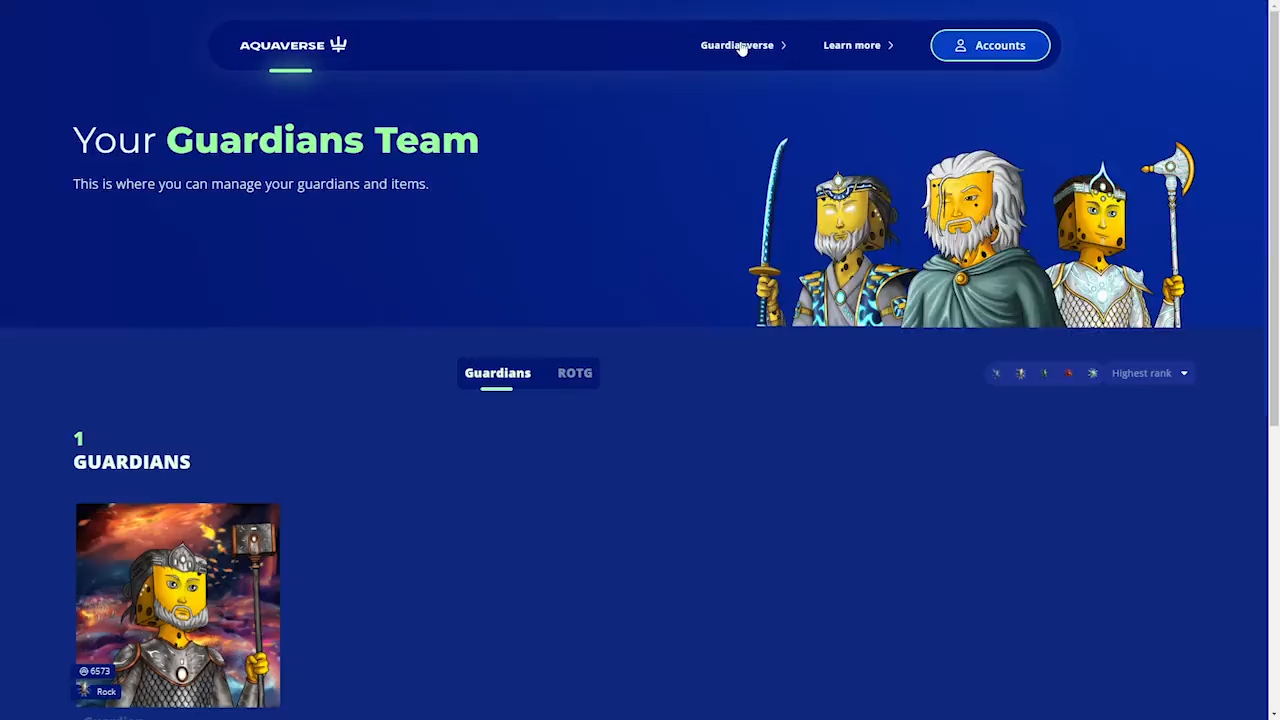 AQUAVERSE
Guardianverse
Learn more
Accounts
Your Guardians Team
This is where you can manage your guardians and items.
Guardians
ROTG
Highest rank
1
GUARDIANS
6573
Rock